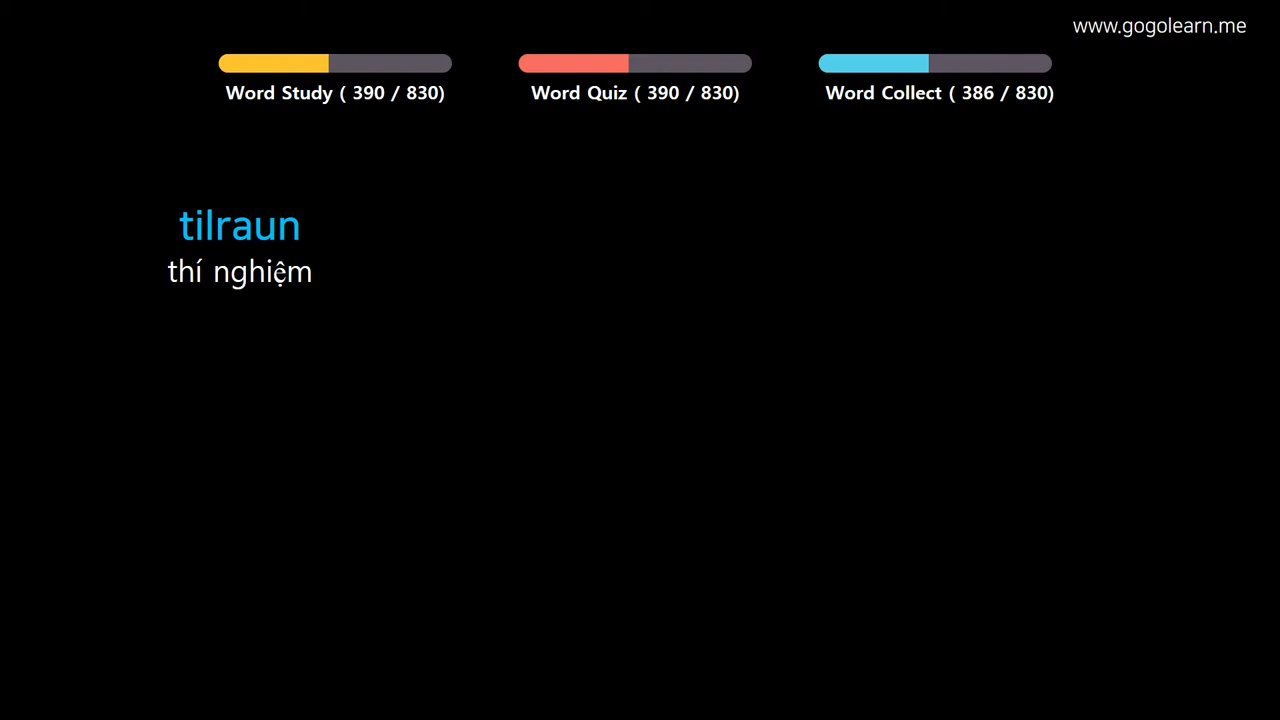 www.gogolearn.me
Word Study ( 390 / 830)
Word Quiz ( 390 / 830)
Word Collect ( 386 / 830)
tilraun
thí nghiệm